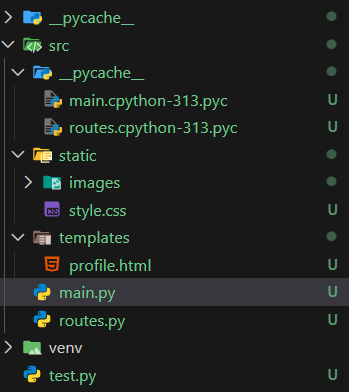 __pycache__
src
__pycache__
main.cpython-313.pyc U
routes.cpython-313.pyc U
static
images
style.css U
templates
profile.html U
main.py U
routes.py U
venv
test.py U